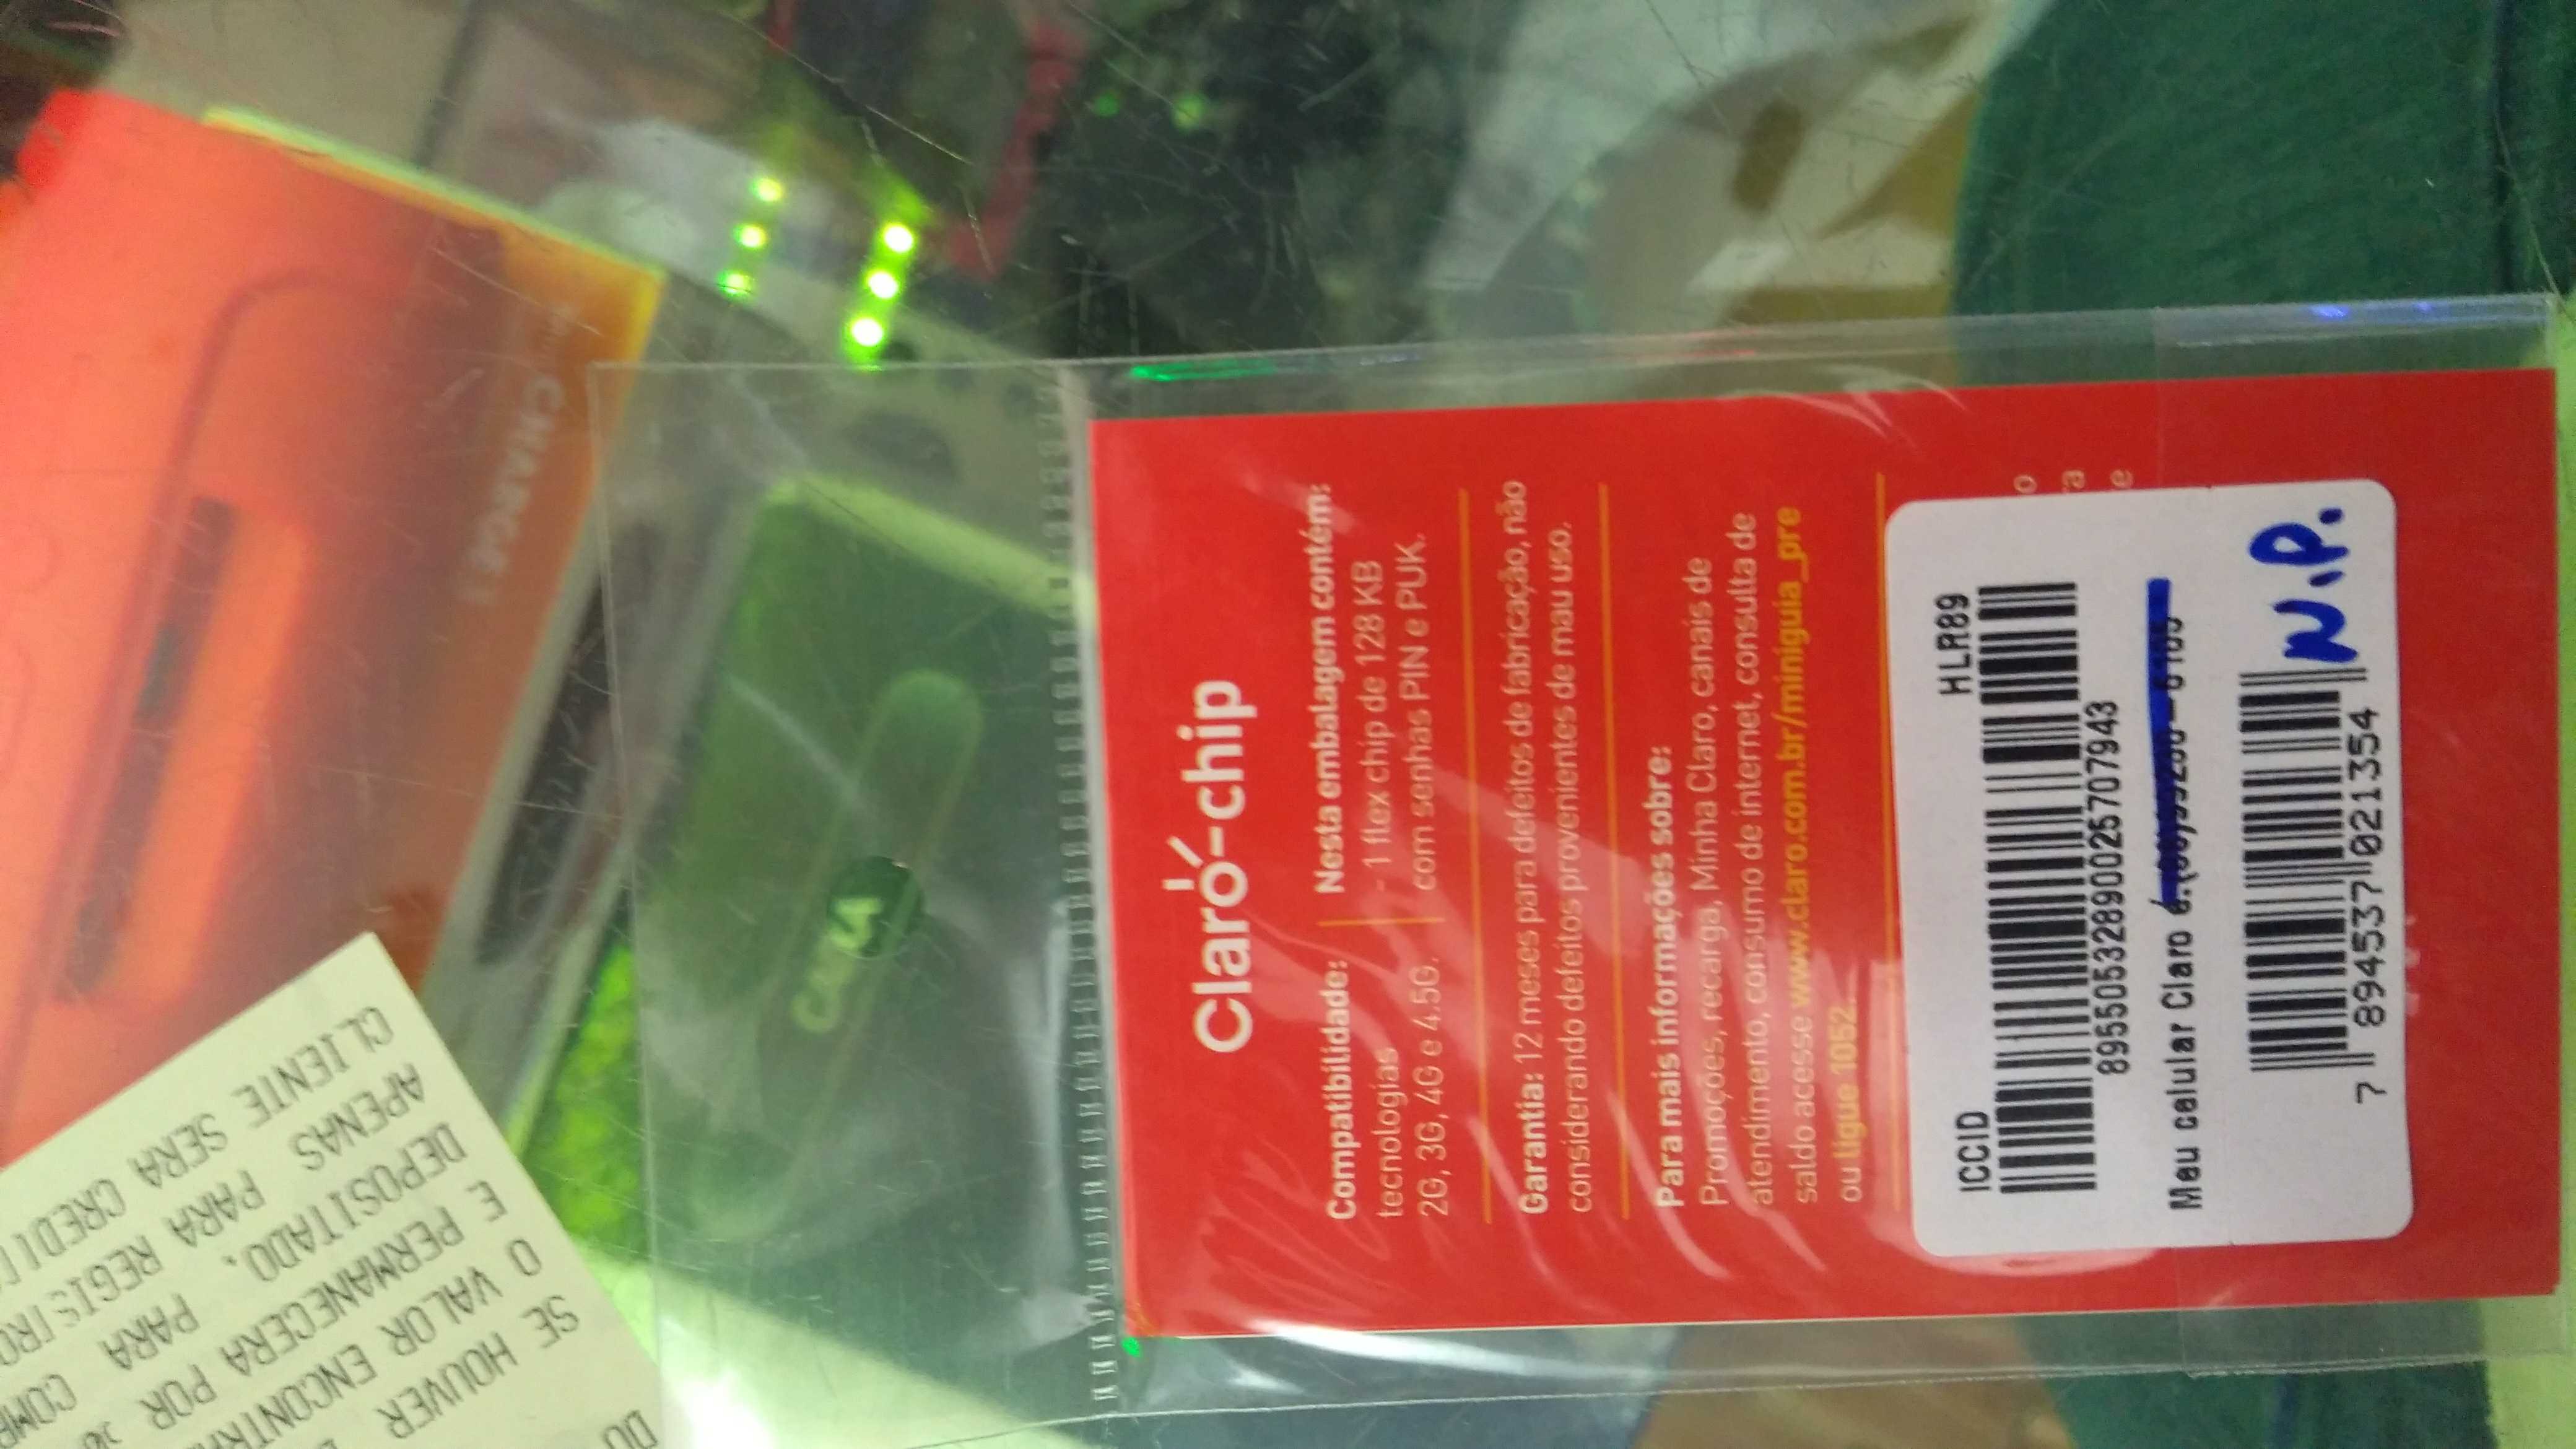 Claro-chip
Compatibilidade:
tecnologias
2G, 3G, 4G e 4.5G.
Nesta embalagem contém:
- 1 flex chip de 128 KB
com senhas PIN e PUK.
Garantia: 12 meses para defeitos de fabricação, não
considerando defeitos provenientes de mau uso.
Para mais informações sobre:
Promoções, recarga, Minha Claro, canais de
atendimento, consumo de internet, consulta de
saldo acesse www.claro.com.br/miniguia_pre
ou ligue 1052.
o
ra
e
ICCID HLR89
89550532890025707943
Meu celular Claro é:
N.P.
7 894537 021354
CHARGE
CLIENTE SERA
APENAS PARA REGISTRO
DEPOSITADO.
E PERMANECERA POR
O VALOR
SE HOUVER